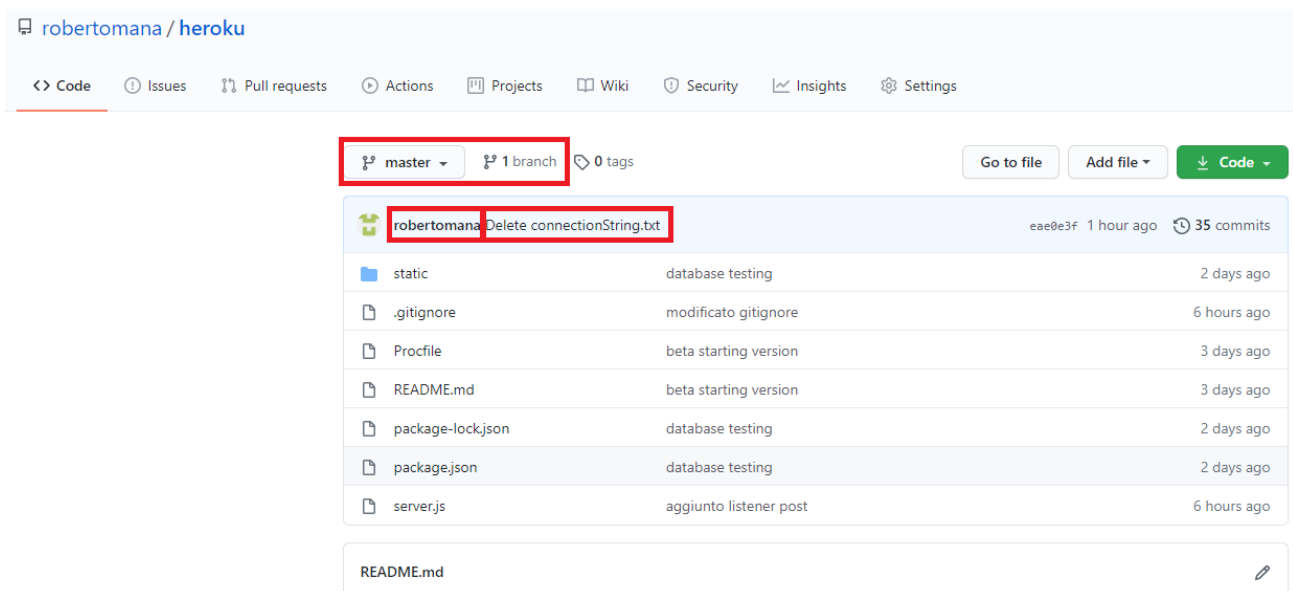 robertomana / heroku
Code Issues Pull requests Actions Projects Wiki Security Insights Settings
master 1 branch 0 tags Go to file Add file Code
robertomana Delete connectionString.txt eae0e3f 1 hour ago 35 commits
static database testing 2 days ago
.gitignore modificato gitignore 6 hours ago
Procfile beta starting version 3 days ago
README.md beta starting version 3 days ago
package-lock.json database testing 2 days ago
package.json database testing 2 days ago
server.js aggiunto listener post 6 hours ago
README.md